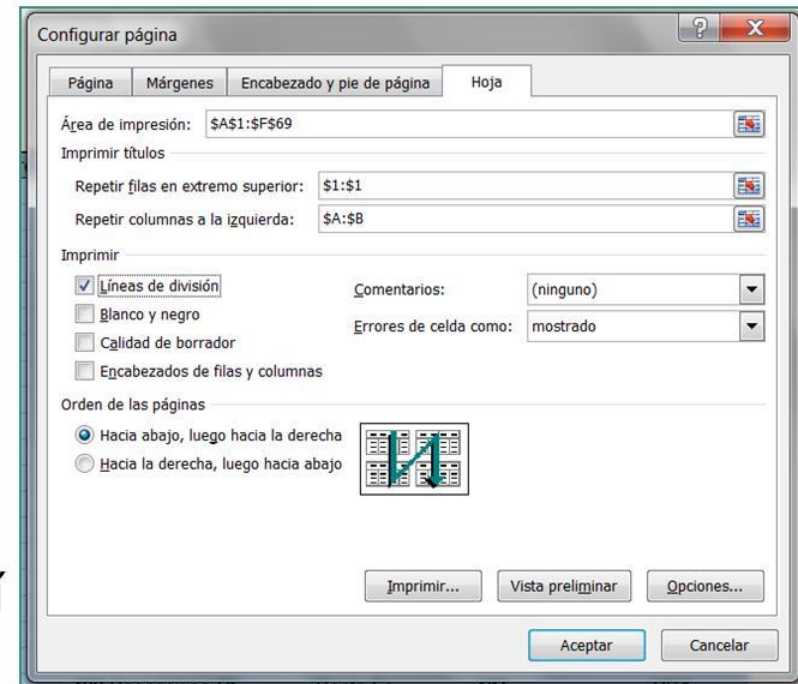 Configurar página
Página Márgenes Encabezado y pie de página Hoja
Área de impresión: $A$1:$F$69
Imprimir títulos
Repetir filas en extremo superior: $1:$1
Repetir columnas a la izquierda: $A:$B
Imprimir
Líneas de división Comentarios: (ninguno)
Blanco y negro Errores de celda como: mostrado
Calidad de borrador
Encabezados de filas y columnas
Orden de las páginas
Hacia abajo, luego hacia la derecha
Hacia la derecha, luego hacia abajo
Imprimir... Vista preliminar Opciones...
Aceptar Cancelar